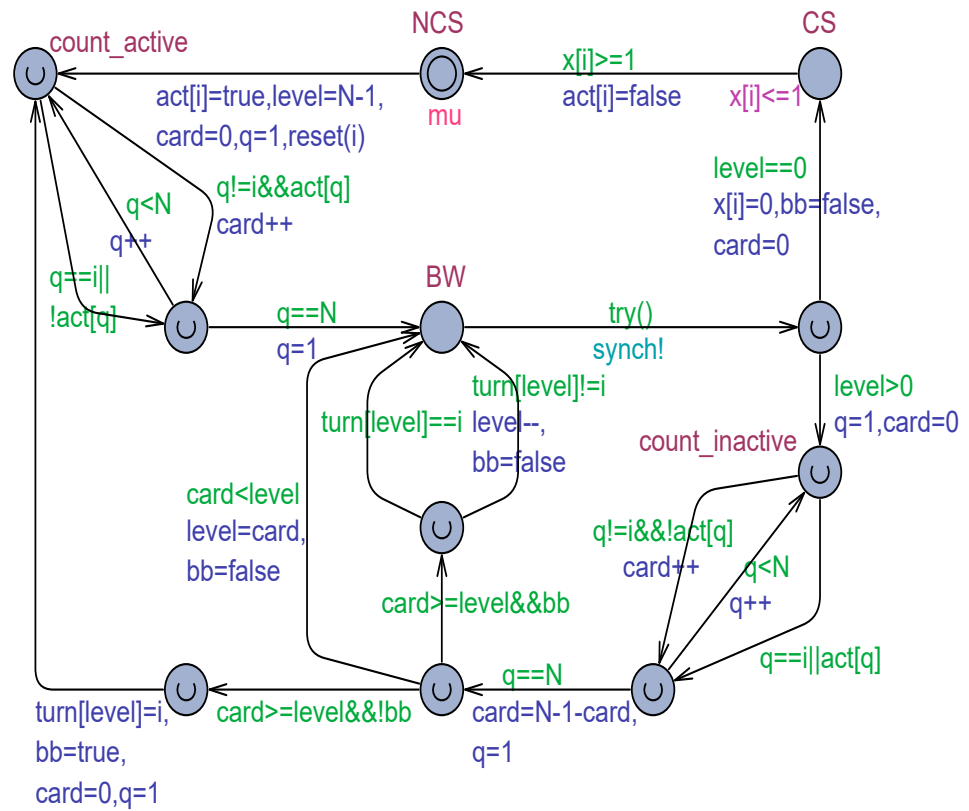 NCS
CS
count_active
x[i]>=1
act[i]=true,level=N-1,
card=0,q=1,reset(i)
mu
act[i]=false
x[i]<=1
level==0
x[i]=0,bb=false,
card=0
q!=i&&act[q]
card++
q<N
q++
q==i||
!act[q]
BW
q==N
q=1
try()
synch!
turn[level]==i
turn[level]!=i
level--,
bb=false
level>0
q=1,card=0
count_inactive
card<level
level=card,
bb=false
q!=i&&!act[q]
card++
q<N
q++
card>=level&&bb
q==i||act[q]
q==N
card=N-1-card,
q=1
card>=level&&!bb
turn[level]=i,
bb=true,
card=0,q=1